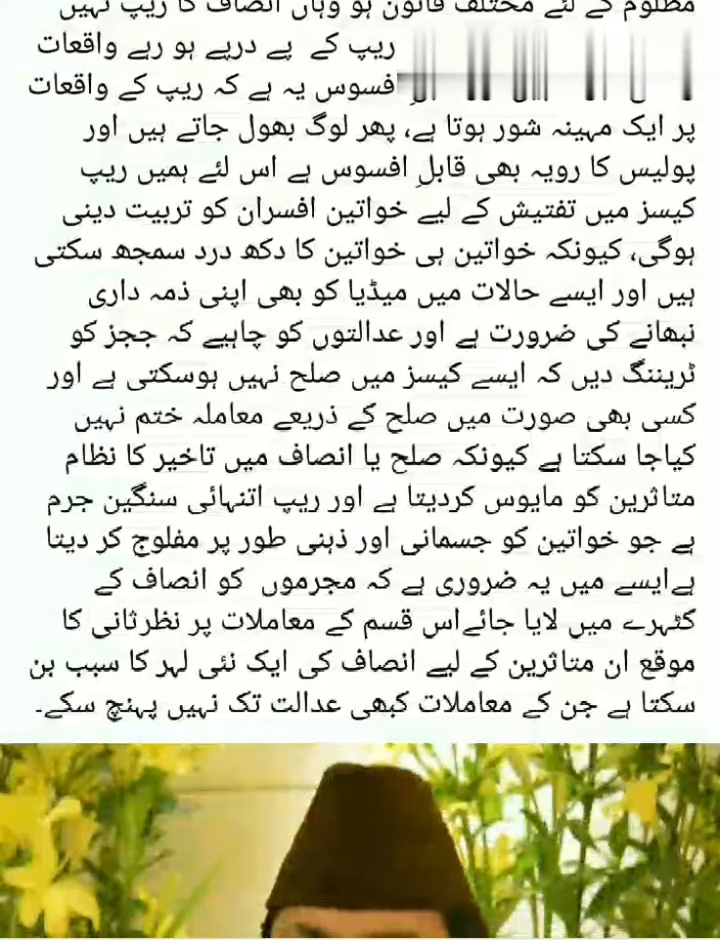 مظلوم کے لئے مختلف قانون ہو وہاں انصاف کا ریپ نہیں
ریپ کے پے درپے ہو رہے واقعات
فسوس یہ ہے کہ ریپ کے واقعات
پر ایک مہینہ شور ہوتا ہے، پھر لوگ بھول جاتے ہیں اور
پولیس کا رویہ بھی قابلِ افسوس ہے اس لئے ہمیں ریپ
کیسز میں تفتیش کے لیے خواتین افسران کو تربیت دینی
ہوگی، کیونکہ خواتین ہی خواتین کا دکھ درد سمجھ سکتی
ہیں اور ایسے حالات میں میڈیا کو بھی اپنی ذمہ داری
نبھانے کی ضرورت ہے اور عدالتوں کو چاہیے کہ ججز کو
ٹریننگ دیں کہ ایسے کیسز میں صلح نہیں ہوسکتی ہے اور
کسی بھی صورت میں صلح کے ذریعے معاملہ ختم نہیں
کیاجا سکتا ہے کیونکہ صلح یا انصاف میں تاخیر کا نظام
متاثرین کو مایوس کردیتا ہے اور ریپ اتنہائی سنگین جرم
ہے جو خواتین کو جسمانی اور ذہنی طور پر مفلوج کر دیتا
ہےایسے میں یہ ضروری ہے کہ مجرموں کو انصاف کے
کٹہرے میں لایا جائےاس قسم کے معاملات پر نظرثانی کا
موقع ان متاثرین کے لیے انصاف کی ایک نئی لہر کا سبب بن
سکتا ہے جن کے معاملات کبھی عدالت تک نہیں پہنچ سکے۔